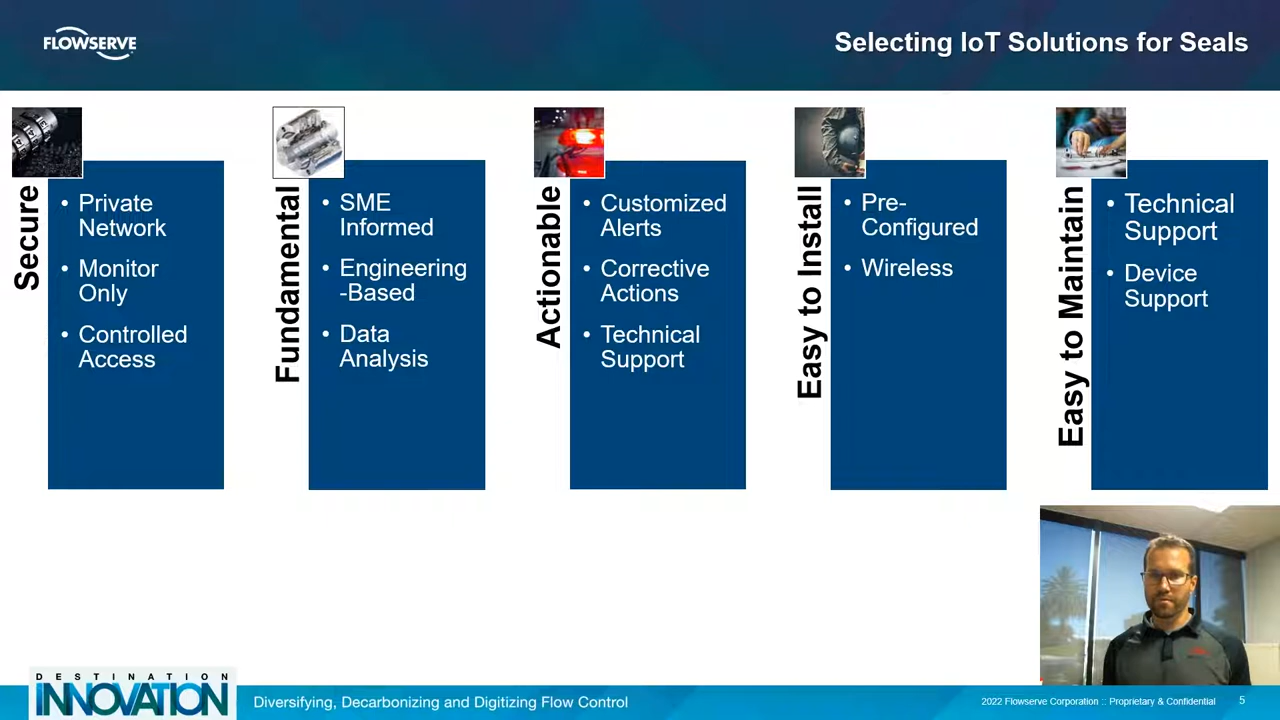 FLOWSERVE
Selecting IoT Solutions for Seals
Secure
• Private
Network
• Monitor
Only
• Controlled
Access
Fundamental
• SME
Informed
• Engineering
-Based
• Data
Analysis
Actionable
• Customized
Alerts
• Corrective
Actions
• Technical
Support
Easy to Install
• Pre-
Configured
• Wireless
Easy to Maintain
• Technical
Support
• Device
Support
DESTINATION
INNOVATION
Diversifying, Decarbonizing and Digitizing Flow Control
2022 Flowserve Corporation :: Proprietary & Confidential
5